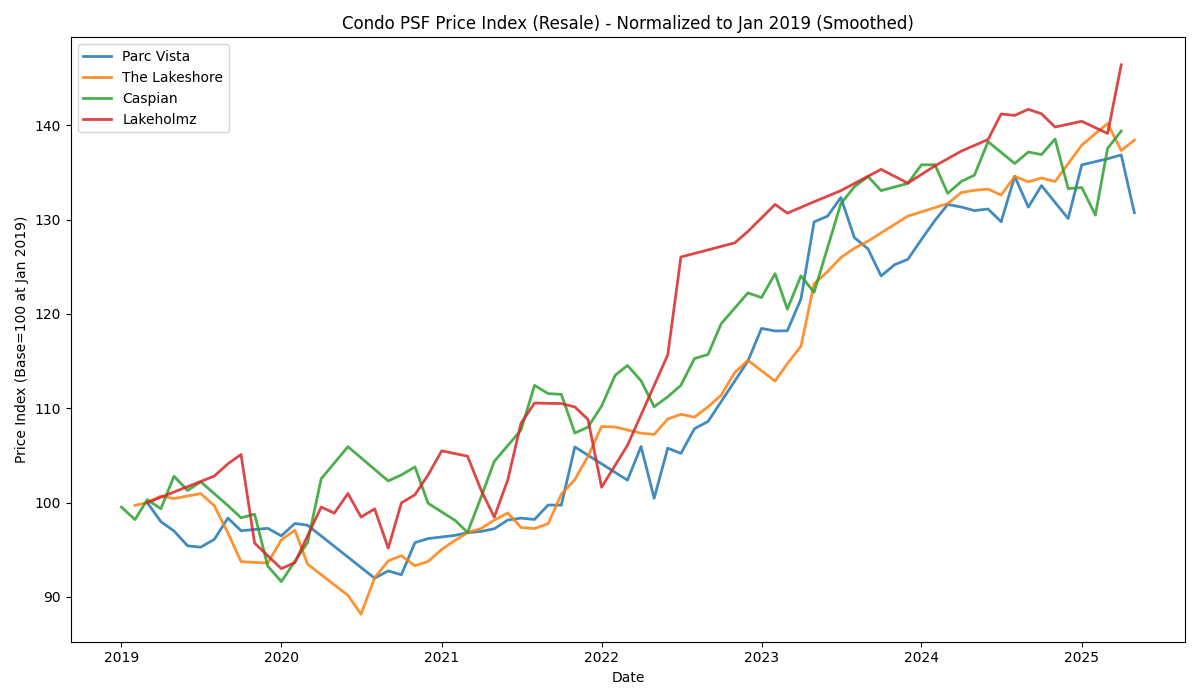 Condo PSF Price Index (Resale) - Normalized to Jan 2019 (Smoothed)
Parc Vista
The Lakeshore
Caspian
Lakeholmz
Price Index (Base=100 at Jan 2019)
140
130
120
110
100
90
2019
2020
2021
2022
2023
2024
2025
Date